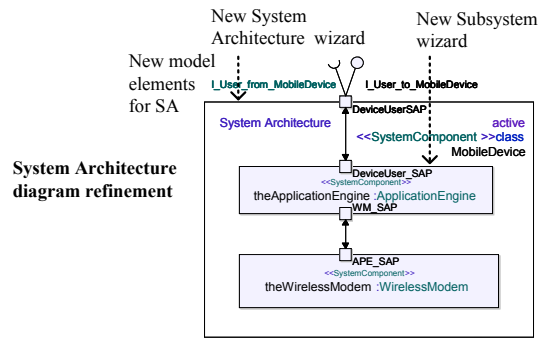 New System
Architecture wizard
New Subsystem
wizard
New model
elements
for SA
I_User_from_MobileDevice
I_User_to_MobileDevice
DeviceUserSAP
System Architecture
active
<<SystemComponent >>class
MobileDevice
System Architecture
diagram refinement
DeviceUser_SAP
<<SystemComponent>>
theApplicationEngine :ApplicationEngine
WM_SAP
APE_SAP
<<SystemComponent>>
theWirelessModem :WirelessModem